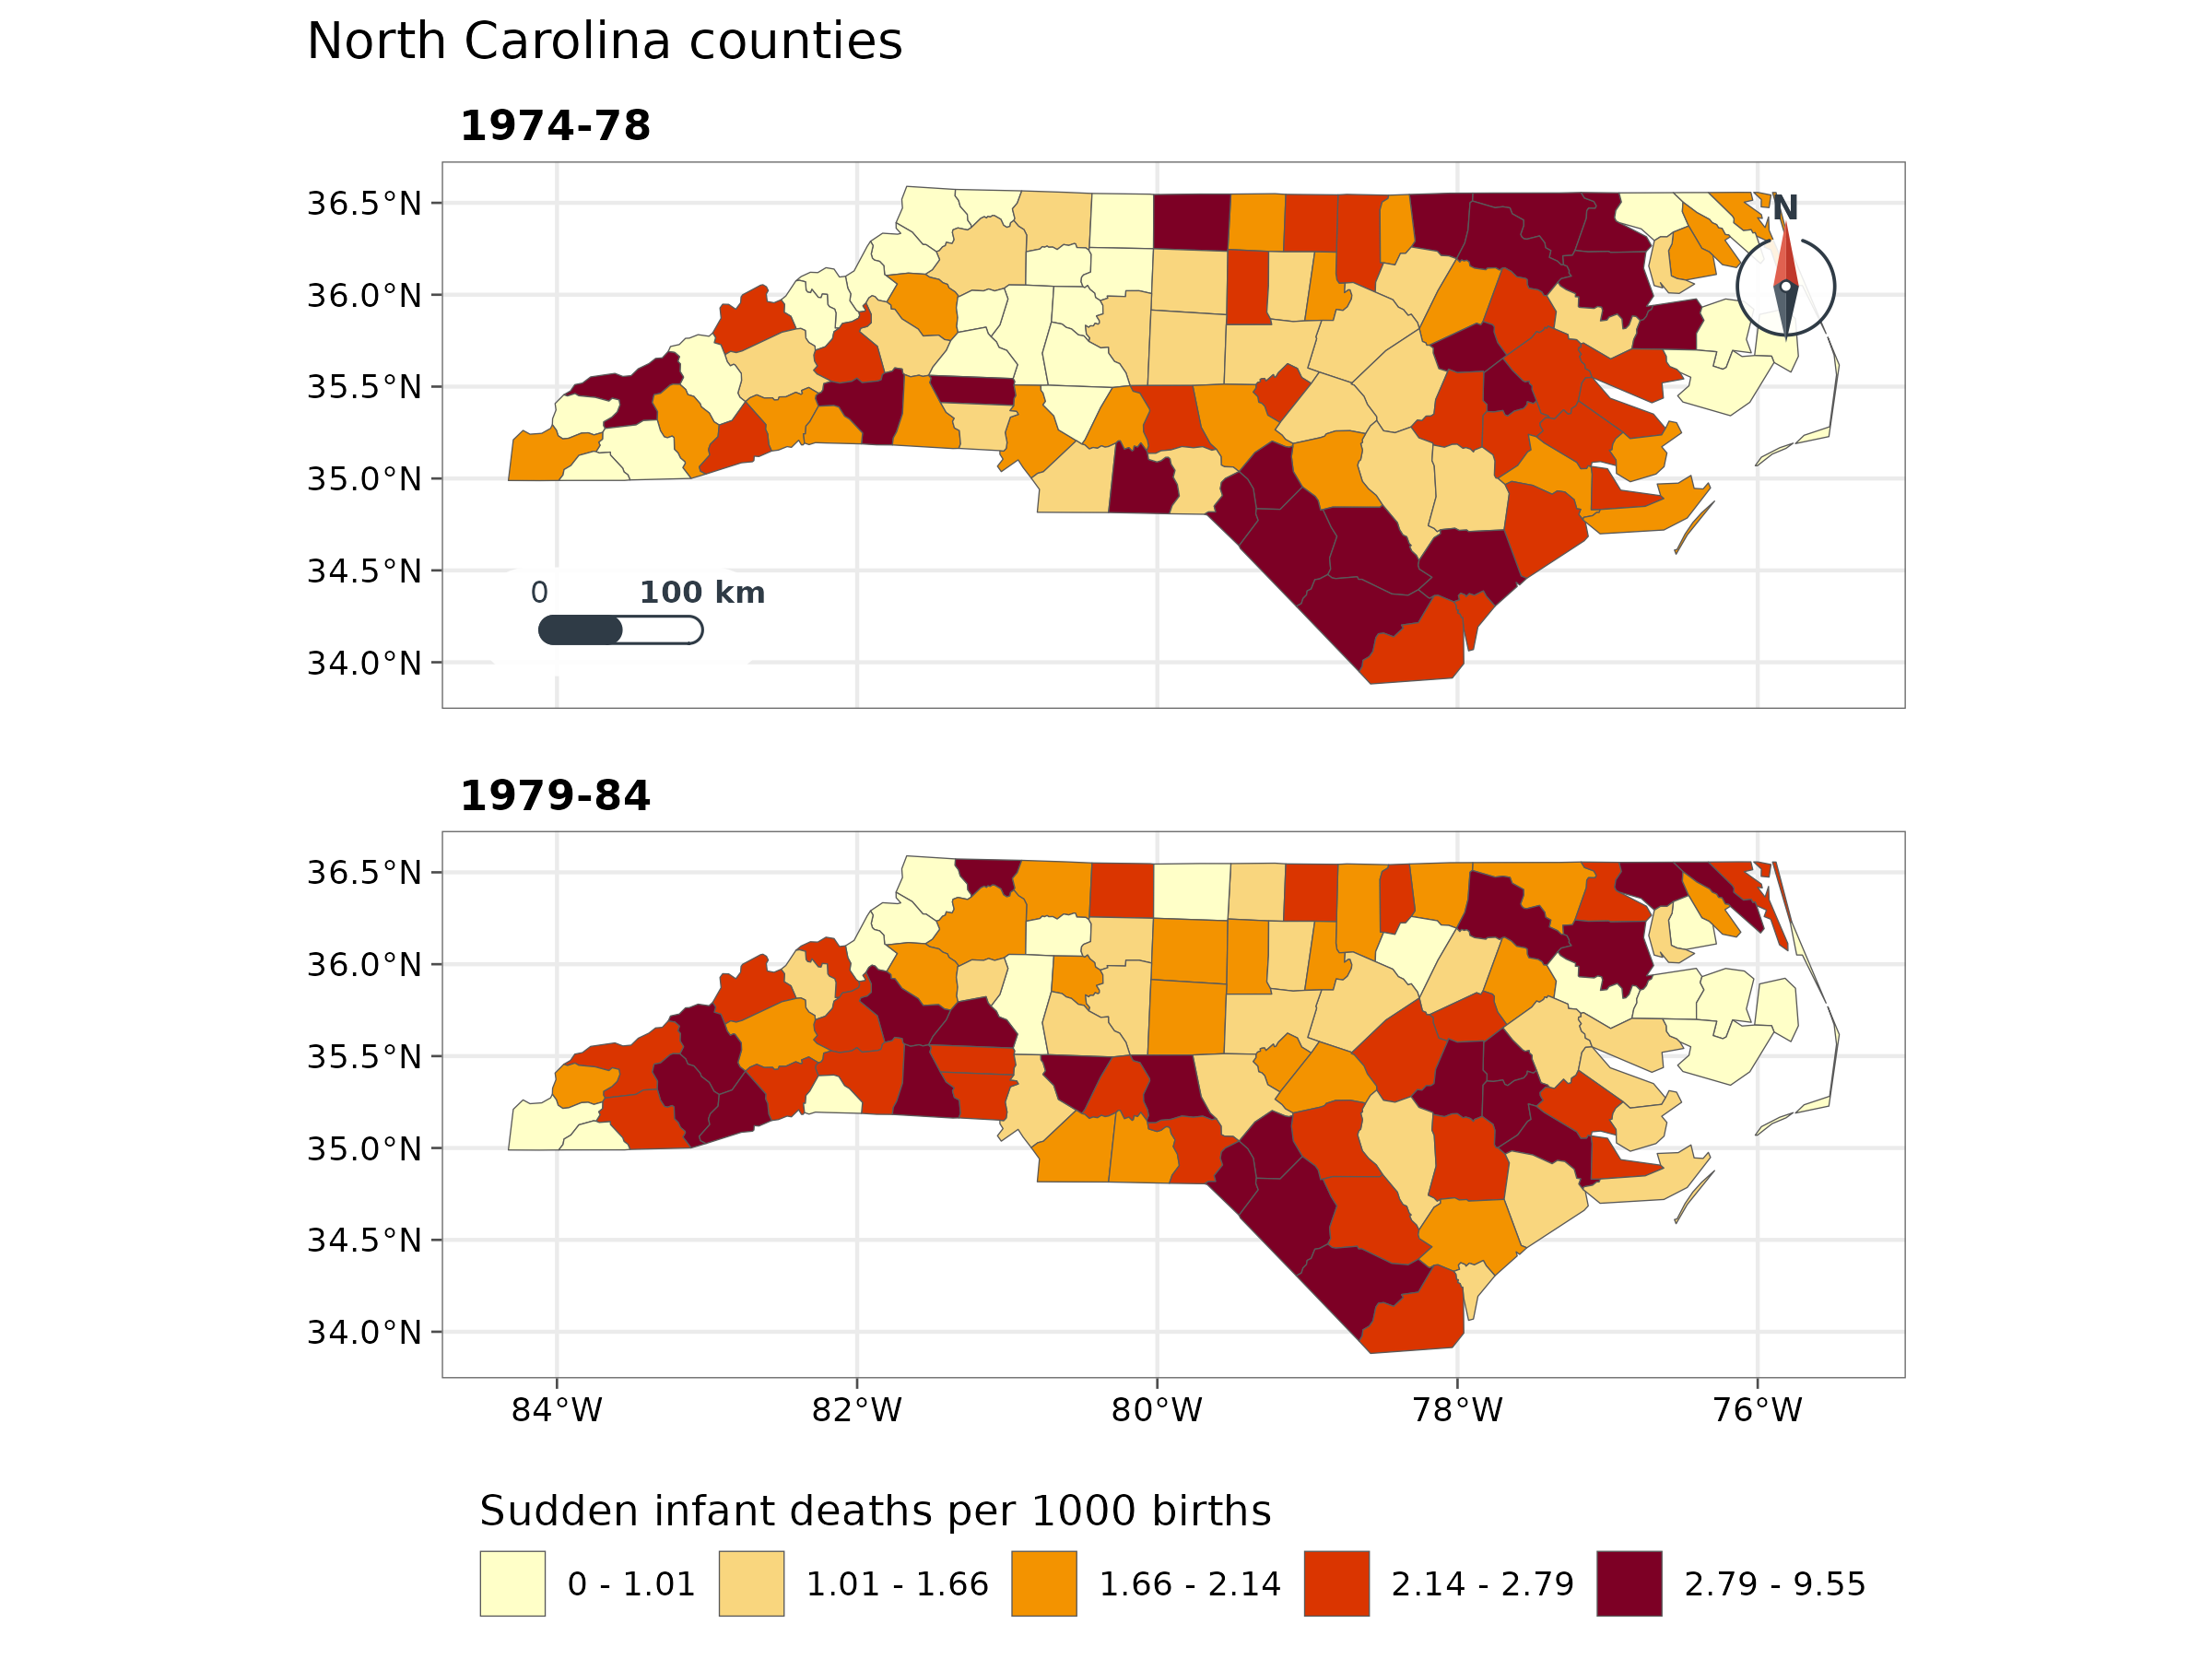 North Carolina counties
1974-78
36.5°N
N
36.0°N
35.5°N
35.0°N
34.5°N
0 100 km
34.0°N
1979-84
36.5°N
36.0°N
35.5°N
35.0°N
34.5°N
34.0°N
84°W 82°W 80°W 78°W 76°W
Sudden infant deaths per 1000 births
0 - 1.01 1.01 - 1.66 1.66 - 2.14 2.14 - 2.79 2.79 - 9.55